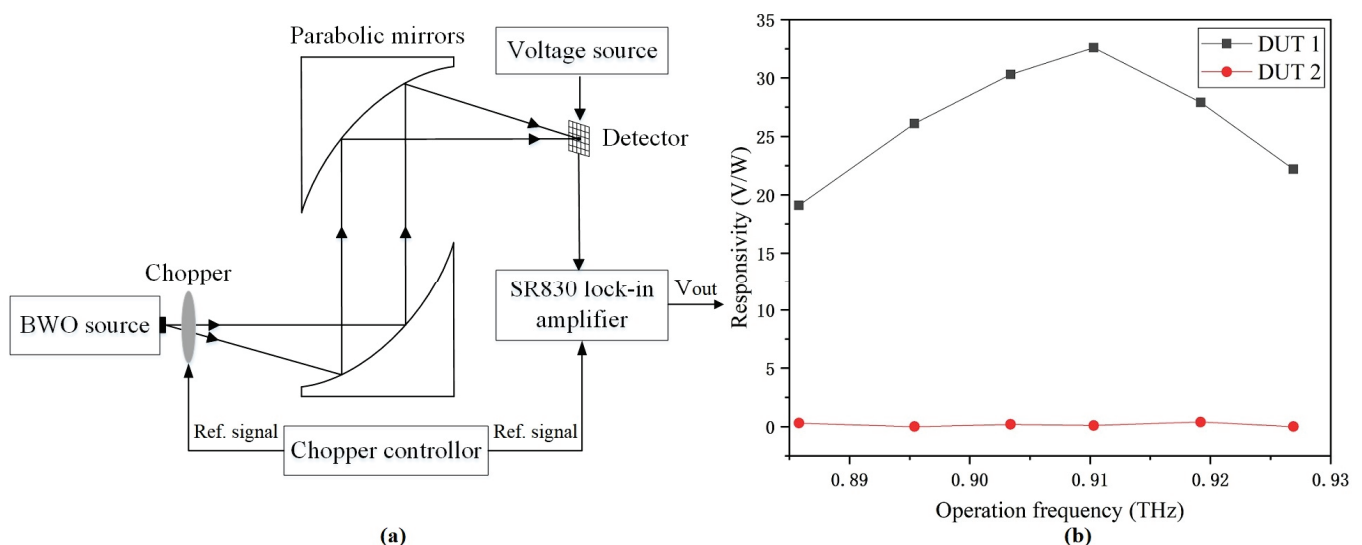 Parabolic mirrors
Voltage source
Detector
Chopper
BWO source
SR830 lock-in
amplifier
Vout
Ref. signal
Chopper controllor
Ref. signal
(a)
35
30
25
20
15
10
5
0
Responsivity (V/W)
DUT 1
DUT 2
0.89
0.90
0.91
0.92
0.93
Operation frequency (THz)
(b)